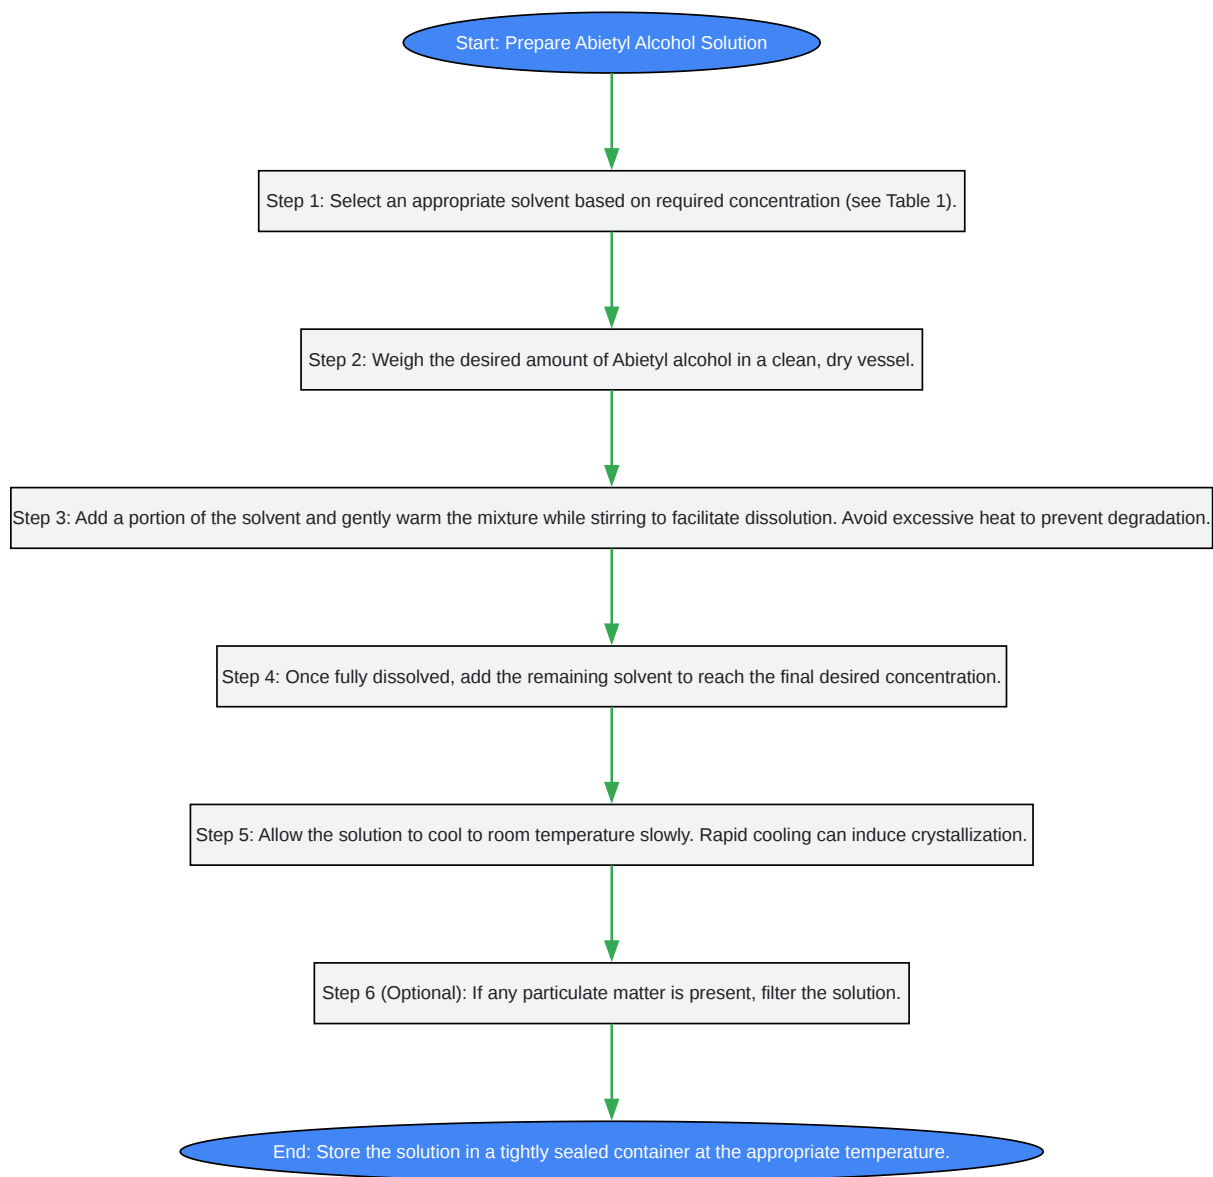 Start: Prepare Abietyl Alcohol Solution
Step 1: Select an appropriate solvent based on required concentration (see Table 1).
Step 2: Weigh the desired amount of Abietyl alcohol in a clean, dry vessel.
Step 3: Add a portion of the solvent and gently warm the mixture while stirring to facilitate dissolution. Avoid excessive heat to prevent degradation.
Step 4: Once fully dissolved, add the remaining solvent to reach the final desired concentration.
Step 5: Allow the solution to cool to room temperature slowly. Rapid cooling can induce crystallization.
Step 6 (Optional): If any particulate matter is present, filter the solution.
End: Store the solution in a tightly sealed container at the appropriate temperature.